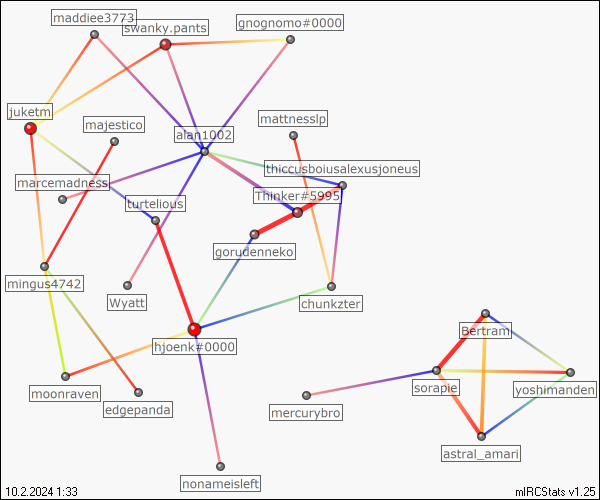 maddiee3773
swanky.pants
gnognomo#0000
juketm
majestico
mattnesslp
alan1002
thiccusboiusalexusjoneus
marcemadness
turtelious
Thinker#5995
gorudenneko
mingus4742
Wyatt
chunkzter
hjoenk#0000
Bertram
moonraven
edgepanda
mercurybro
sorapie
yoshimanden
astral_amari
nonameisleft
10.2.2024 1:33
mIRCStats v1.25